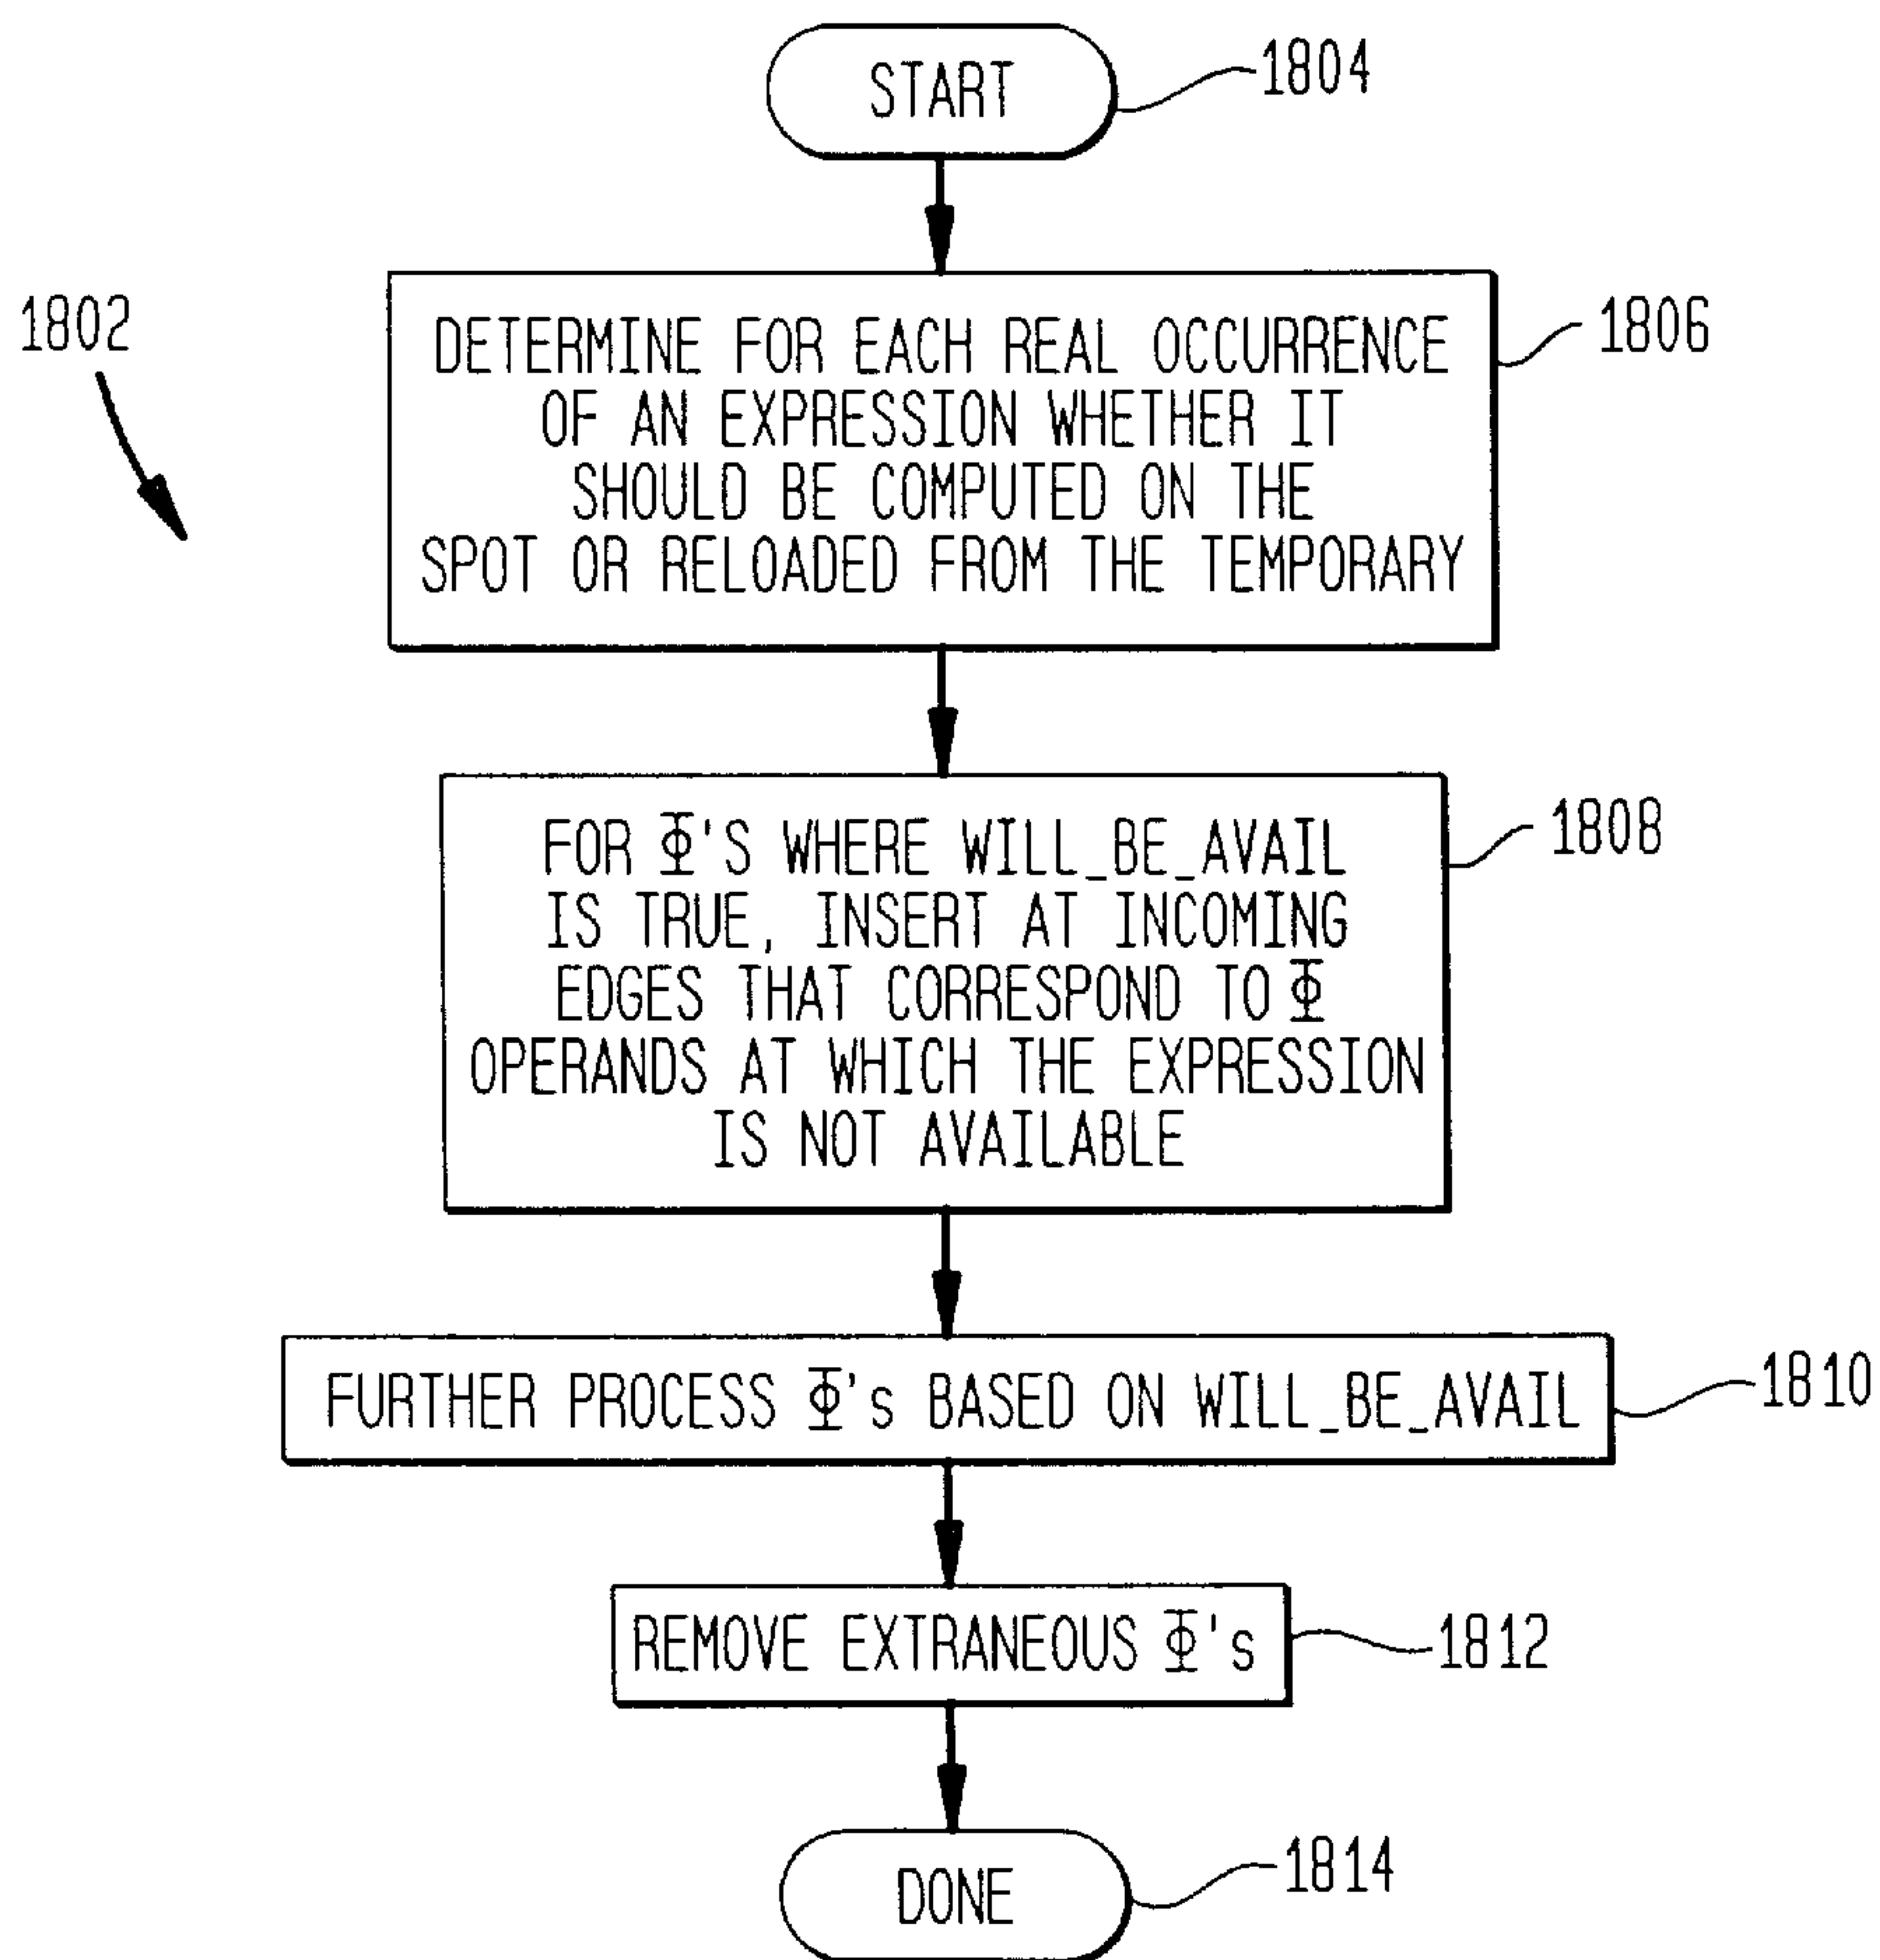 START
1804
1802
DETERMINE FOR EACH REAL OCCURRENCE
OF AN EXPRESSION WHETHER IT
SHOULD BE COMPUTED ON THE
SPOT OR RELOADED FROM THE TEMPORARY
1806
FOR Φ'S WHERE WILL_BE_AVAIL
IS TRUE, INSERT AT INCOMING
EDGES THAT CORRESPOND TO Φ
OPERANDS AT WHICH THE EXPRESSION
IS NOT AVAILABLE
1808
FURTHER PROCESS Φ's BASED ON WILL_BE_AVAIL
1810
REMOVE EXTRANEOUS Φ's
1812
DONE
1814